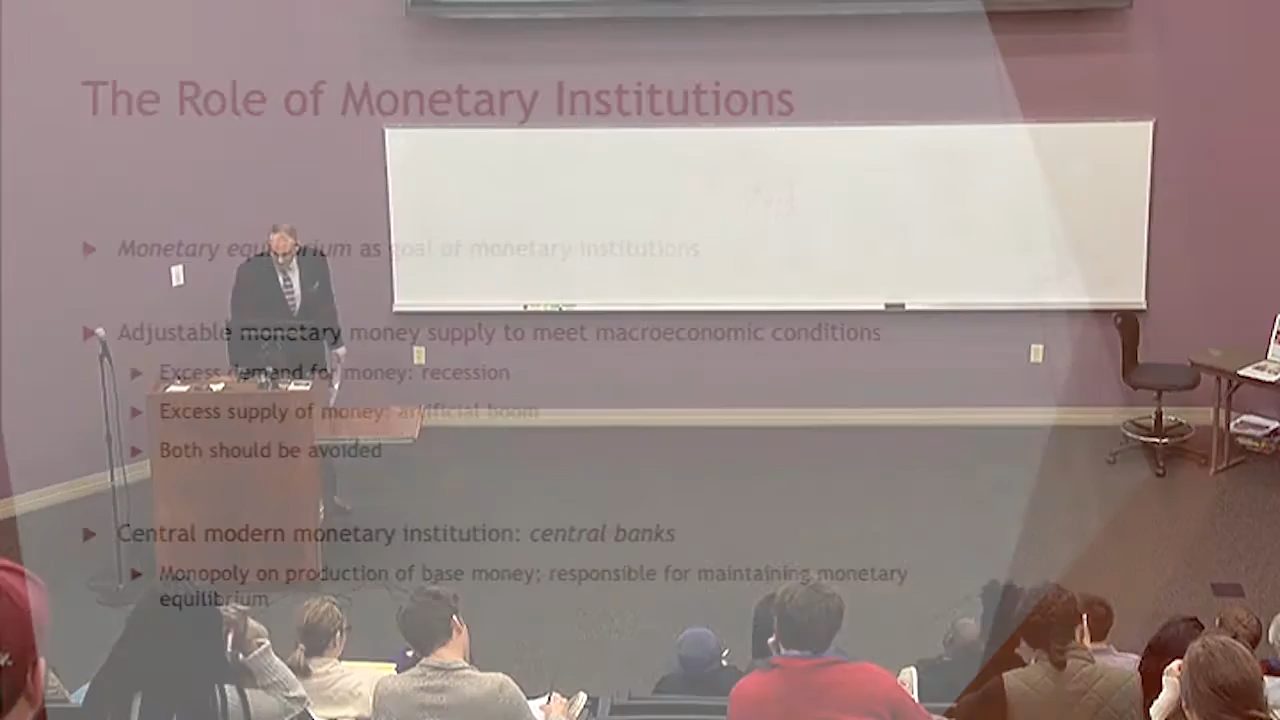 The Role of Monetary Institutions
Monetary equilibrium as goal of monetary institutions
Adjustable monetary money supply to meet macroeconomic conditions
Excess demand for money: recession
Excess supply of money: artificial boom
Both should be avoided
Central modern monetary institution: central banks
Monopoly on production of base money; responsible for maintaining monetary
equilibrium